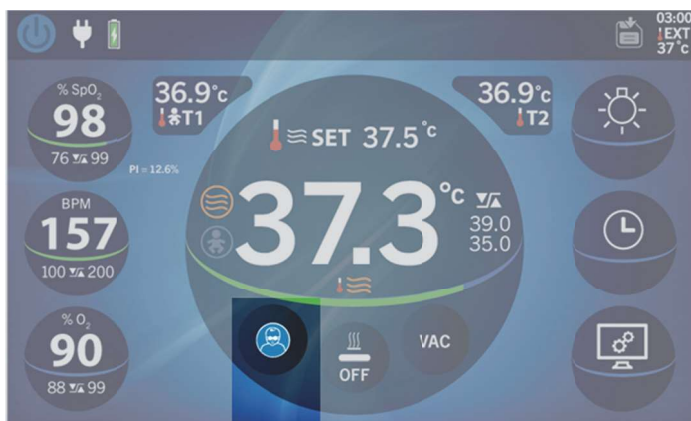 03:00
EXT
37°c
% SpO₂
98
76 99
PI = 12.6%
36.9°c
T1
36.9°c
T2
SET 37.5°c
37.3°c
39.0
35.0
BPM
157
100 200
% O₂
90
88 99
OFF
VAC